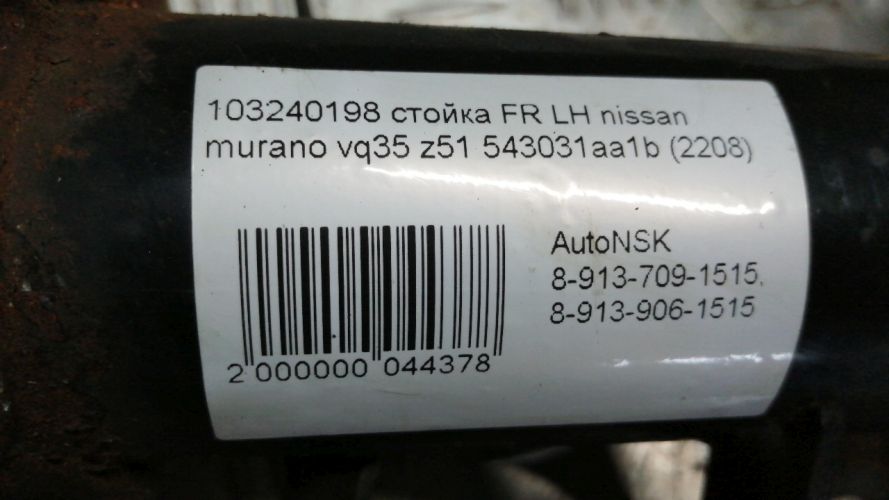 103240198 стойка FR LH nissan
murano vq35 z51 543031aa1b (2208)
AutoNSK
8-913-709-1515,
8-913-906-1515
2 000000 044378